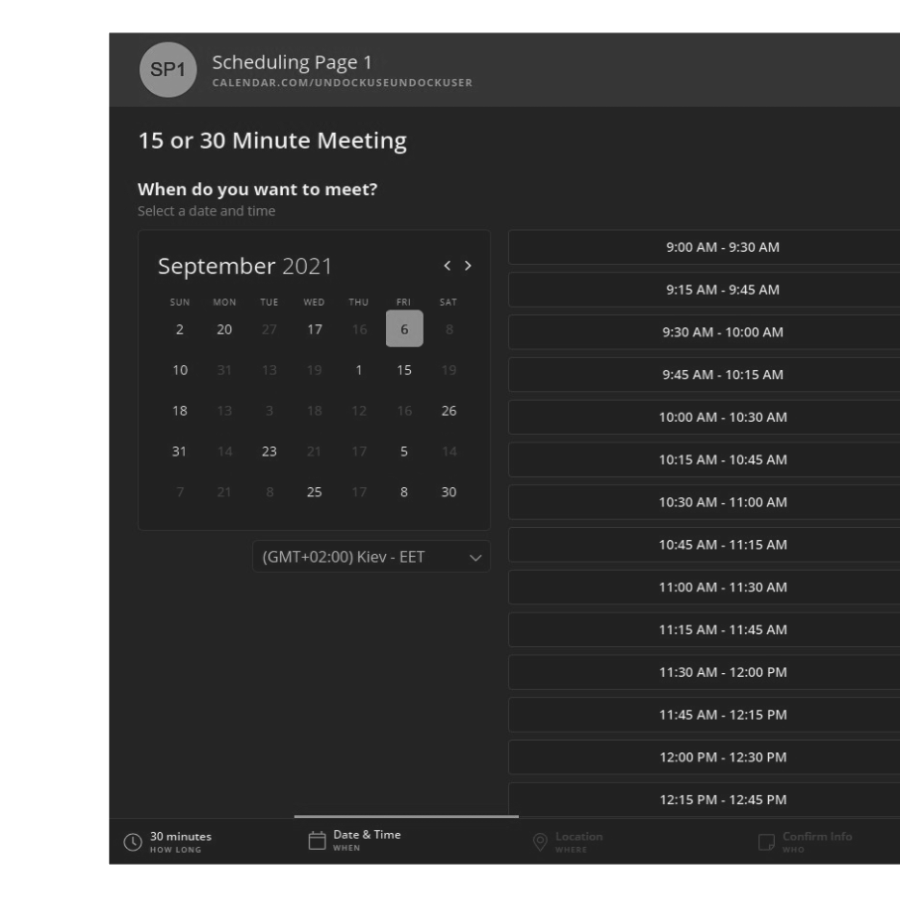 SP1
Scheduling Page 1
CALENDAR.COM/UNDOCKUSEUNDOCKUSER
15 or 30 Minute Meeting
When do you want to meet?
Select a date and time
September 2021
SUN MON TUE WED THU FRI SAT
2 20 27 17 16 6 8
10 31 13 19 1 15 19
18 13 3 18 12 16 26
31 14 23 21 17 5 14
7 21 8 25 17 8 30
(GMT+02:00) Kiev - EET
9:00 AM - 9:30 AM
9:15 AM - 9:45 AM
9:30 AM - 10:00 AM
9:45 AM - 10:15 AM
10:00 AM - 10:30 AM
10:15 AM - 10:45 AM
10:30 AM - 11:00 AM
10:45 AM - 11:15 AM
11:00 AM - 11:30 AM
11:15 AM - 11:45 AM
11:30 AM - 12:00 PM
11:45 AM - 12:15 PM
12:00 PM - 12:30 PM
12:15 PM - 12:45 PM
30 minutes
HOW LONG
Date & Time
WHEN
Location
WHERE
Confirm Info
WHO